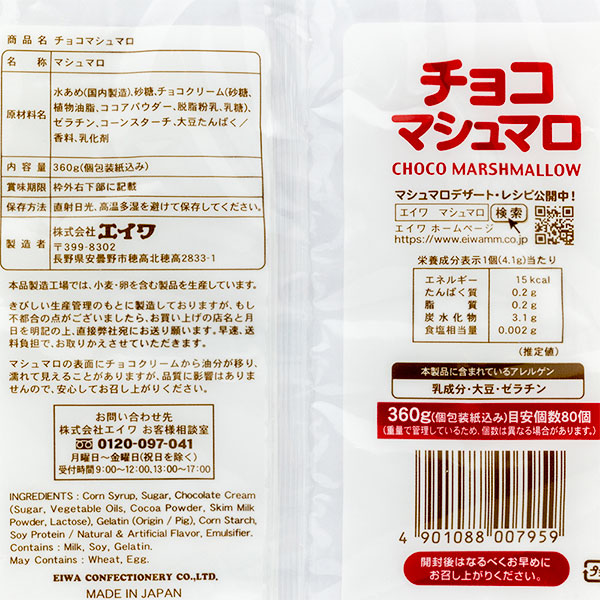 商品名 チョコマシュマロ
名称 マシュマロ
原材料名 水あめ(国内製造)、砂糖、チョコクリーム(砂糖、
植物油脂、ココアパウダー、脱脂粉乳、乳糖)、
ゼラチン、コーンスターチ、大豆たんぱく/
香料、乳化剤
内容量 360g(個包装紙込み)
賞味期限 枠外右下部に記載
保存方法 直射日光、高温多湿を避けて保存してください。
製造者 株式会社エイワ
〒399-8302
長野県安曇野市穂高北穂高2833-1
本品製造工場では、小麦・卵を含む製品を生産しています。
きびしい生産管理のもとに製造しておりますが、もし
不都合の点がございましたら、お買い上げの店名と月
日を明記の上、直接弊社宛にお送り願います。早速、送
料負担で、お取りかえさせていただきます。
マシュマロの表面にチョコクリームから油分が移り、
濡れて見えることがありますが、品質に影響はありませ
んので、安心してお召し上がりください。
お問い合わせ先
株式会社エイワ お客様相談室
0120-097-041
月曜日〜金曜日(祝日を除く)
受付時間9:00〜12:00、13:00〜17:00
INGREDIENTS : Corn Syrup, Sugar, Chocolate Cream
(Sugar, Vegetable Oils, Cocoa Powder, Skim Milk
Powder, Lactose), Gelatin (Origin / Pig), Corn Starch,
Soy Protein / Natural & Artificial Flavor, Emulsifier.
Contains : Milk, Soy, Gelatin.
May Contains : Wheat, Egg.
EIWA CONFECTIONERY CO., LTD.
MADE IN JAPAN
チョコ
マシュマロ
CHOCO MARSHMALLOW
マシュマロデザート・レシピ公開中!
エイワ マシュマロ 検索
エイワ ホームページ
https://www.eiwamm.co.jp
栄養成分表示1個(4.1g)当たり
エネルギー 15kcal
たんぱく質 0.2g
脂質 0.2g
炭水化物 3.1g
食塩相当量 0.002g
(推定値)
本製品に含まれているアレルゲン
乳成分・大豆・ゼラチン
360g(個包装紙込み)目安個数80個
(重量で管理しているため、個数は異なる場合があります。)
4 901088 007959
開封後はなるべくお早めに
お召し上がりください。